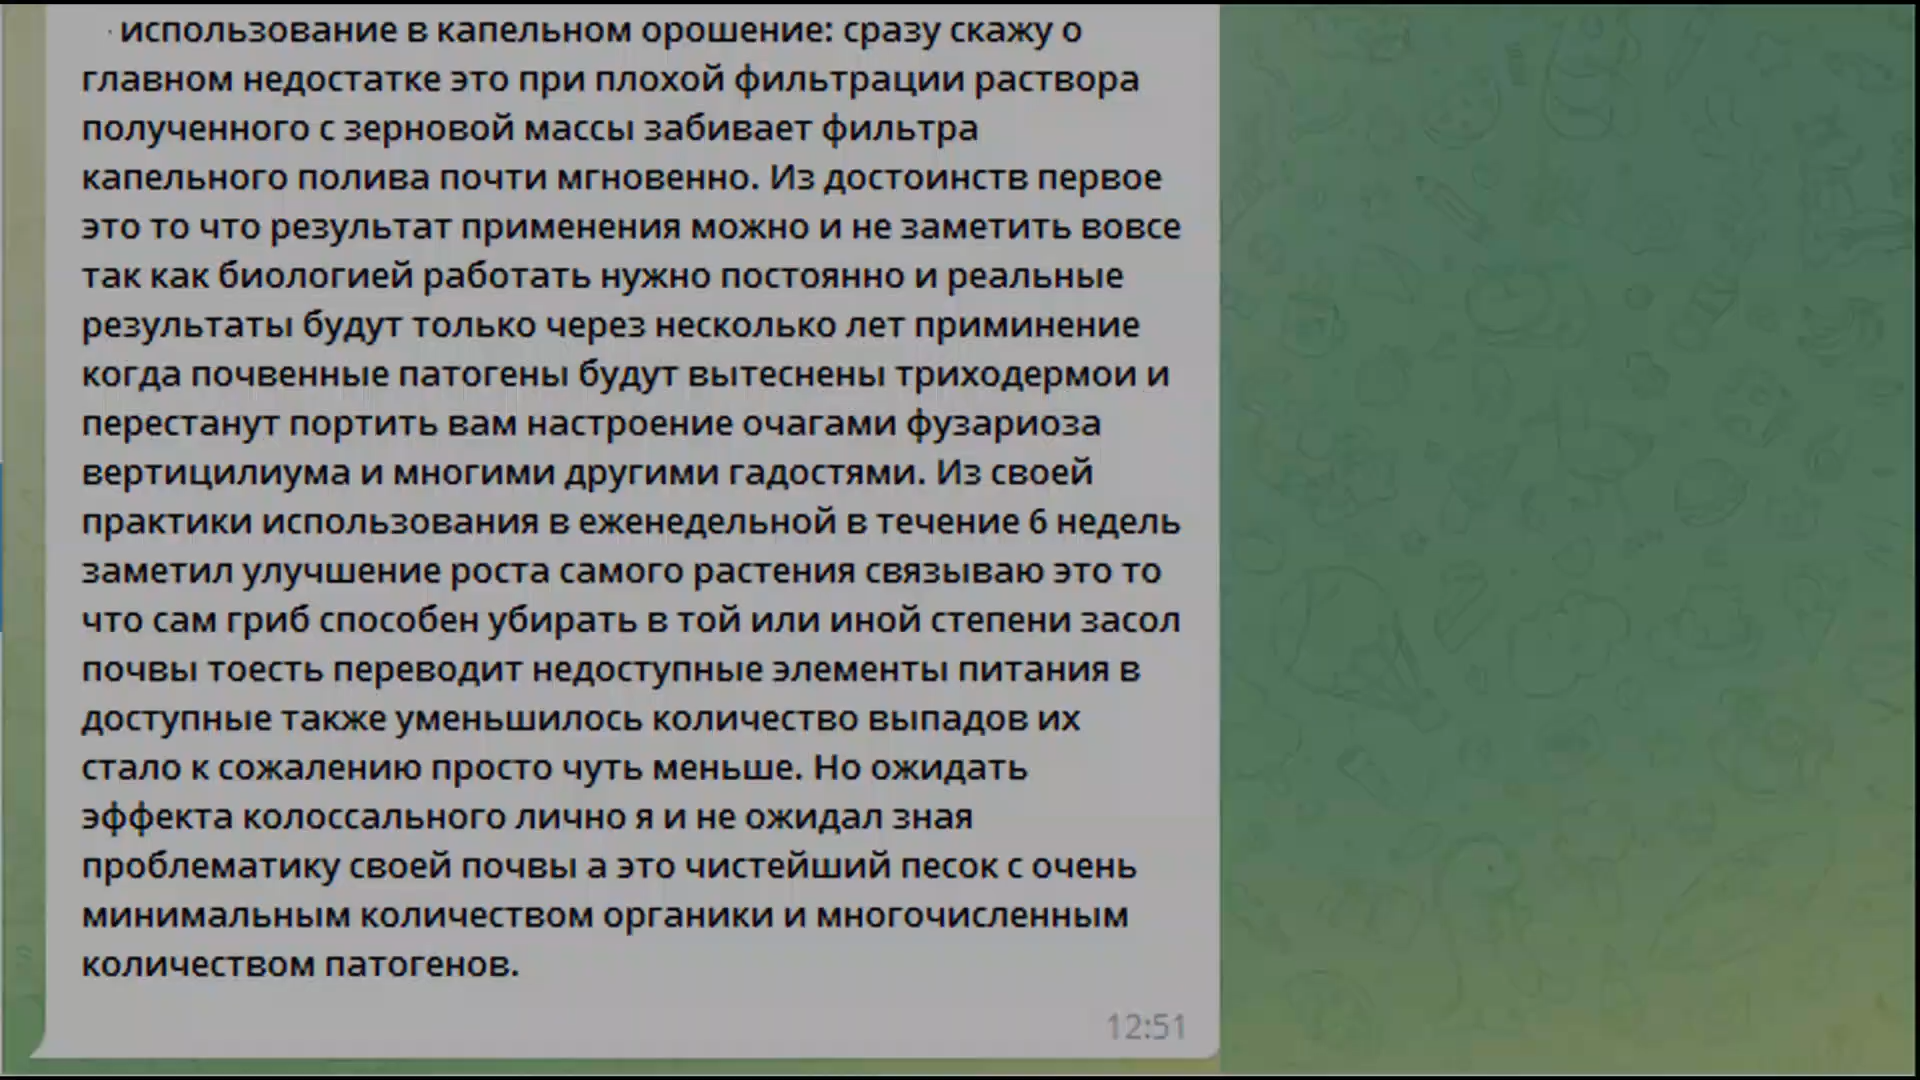 использование в капельном орошение: сразу скажу о
главном недостатке это при плохой фильтрации раствора
полученного с зерновой массы забивает фильтра
капельного полива почти мгновенно. Из достоинств первое
это то что результат применения можно и не заметить вовсе
так как биологией работать нужно постоянно и реальные
результаты будут только через несколько лет приминение
когда почвенные патогены будут вытеснены триходермои и
перестанут портить вам настроение очагами фузариоза
вертицилиума и многими другими гадостями. Из своей
практики использования в еженедельной в течение 6 недель
заметил улучшение роста самого растения связываю это то
что сам гриб способен убирать в той или иной степени засол
почвы тоесть переводит недоступные элементы питания в
доступные также уменьшилось количество выпадов их
стало к сожалению просто чуть меньше. Но ожидать
эффекта колоссального лично я и не ожидал зная
проблематику своей почвы а это чистейший песок с очень
минимальным количеством органики и многочисленным
количеством патогенов.
12:51